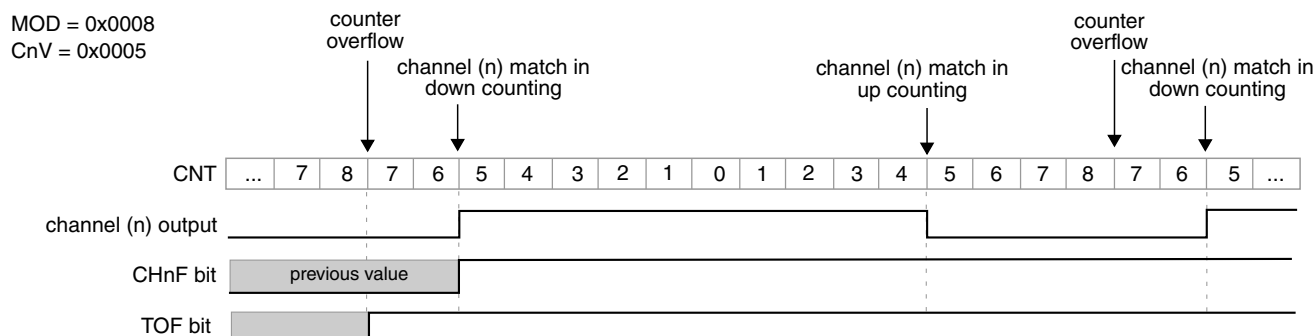 MOD = 0x0008
CnV = 0x0005
counter
overflow
channel (n) match in
down counting
channel (n) match in
up counting
counter
overflow
channel (n) match in
down counting
CNT ... 7 8 7 6 5 4 3 2 1 0 1 2 3 4 5 6 7 8 7 6 5 ...
channel (n) output
CHnF bit previous value
TOF bit